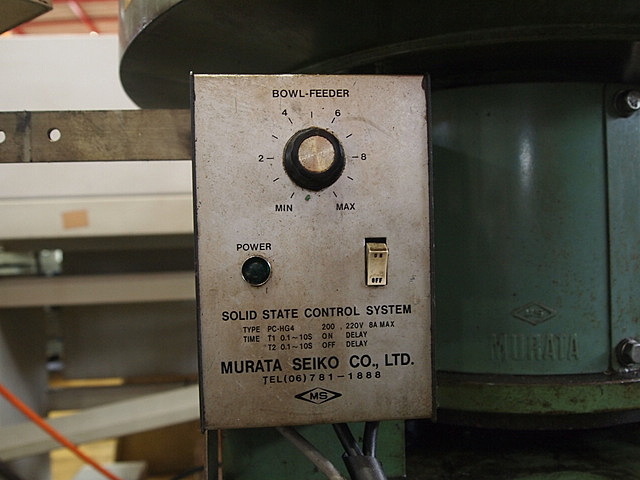 BOWL-FEEDER
4 6
2 8
MIN MAX
POWER
ON
OFF
SOLID STATE CONTROL SYSTEM
TYPE PC-HG4 200 . 220V 8A MAX
TIME T1 0.1~10S ON DELAY
T2 0.1~10S OFF DELAY
MURATA SEIKO CO., LTD.
TEL(06)781-1888
MS
MS
MURATA